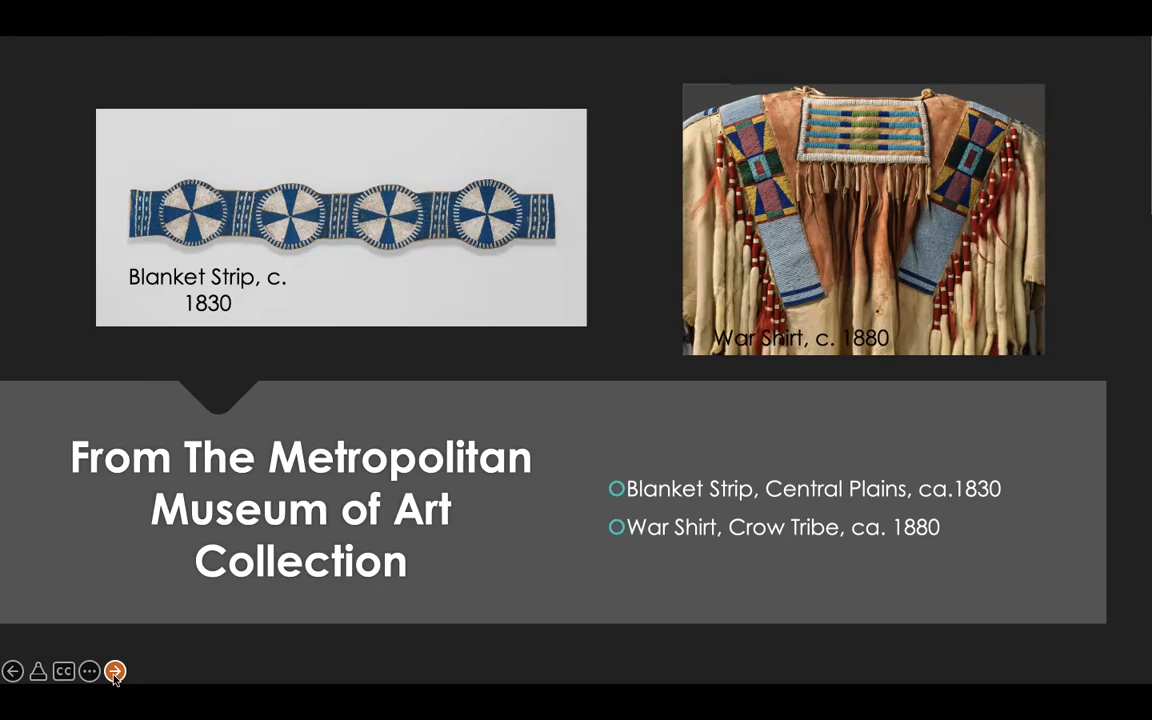 Blanket Strip, c.
1830
War Shirt, c. 1880
From The Metropolitan
Museum of Art
Collection
Blanket Strip, Central Plains, ca.1830
War Shirt, Crow Tribe, ca. 1880
CC